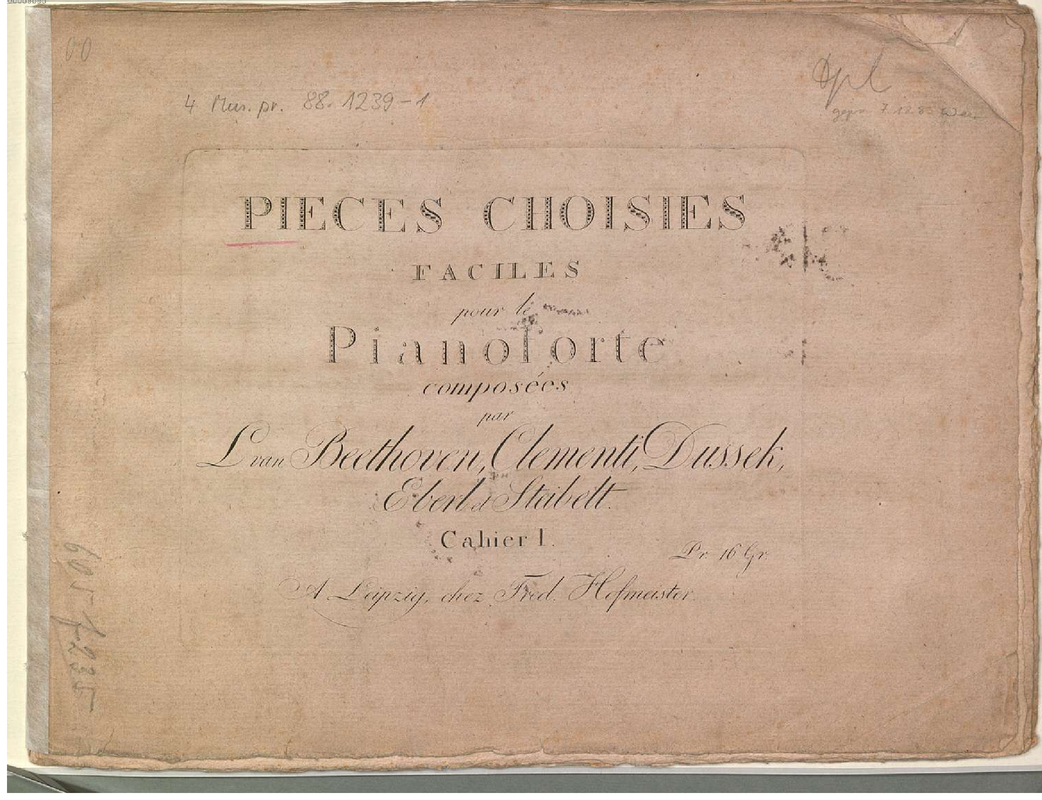 4 Mus. pr. 88. 1239-1
PIECES CHOISIES
FACILES
pour le
Pianoforte
composées
par
L. van Beethoven, Clementi, Dussek,
Eberl et Steibelt.
Cahier I.
Pr. 16 Gr.
A Leipzig, chez Fred. Hofmeister.